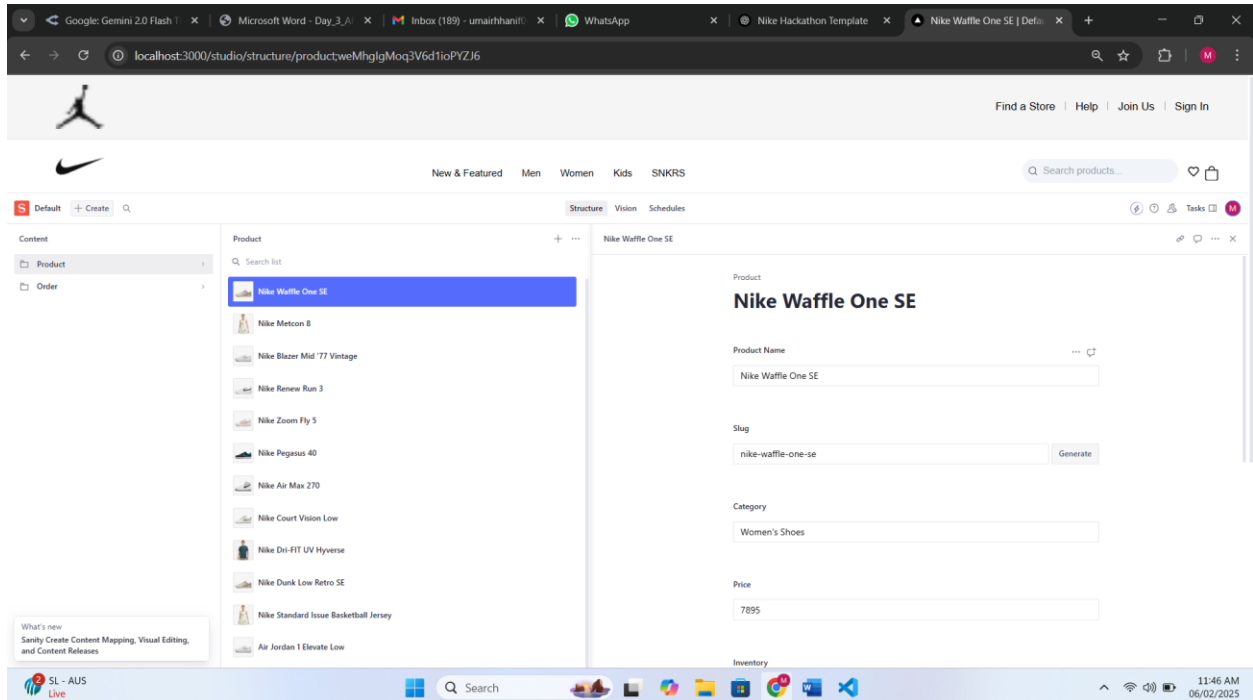 Google: Gemini 2.0 Flash T
Microsoft Word - Day_3_A
Inbox (189) - umairhhanif0
WhatsApp
Nike Hackathon Template
Nike Waffle One SE | Defau
localhost:3000/studio/structure/product;weMhgIgMoq3V6d1ioPYZJ6
M
Find a Store | Help | Join Us | Sign In
New & Featured Men Women Kids SNKRS
Search products...
S Default + Create
Structure Vision Schedules
Tasks M
Content
Product
Order
Product
Search list
Nike Waffle One SE
Nike Metcon 8
Nike Blazer Mid '77 Vintage
Nike Renew Run 3
Nike Zoom Fly 5
Nike Pegasus 40
Nike Air Max 270
Nike Court Vision Low
Nike Dri-FIT UV Hyverse
Nike Dunk Low Retro SE
Nike Standard Issue Basketball Jersey
Air Jordan 1 Elevate Low
Nike Waffle One SE
Product
Nike Waffle One SE
Product Name
Nike Waffle One SE
Slug
nike-waffle-one-se
Generate
Category
Women's Shoes
Price
7895
Inventory
What's new
Sanity Create Content Mapping, Visual Editing,
and Content Releases
2
SL - AUS
Live
Search
11:46 AM
06/02/2025